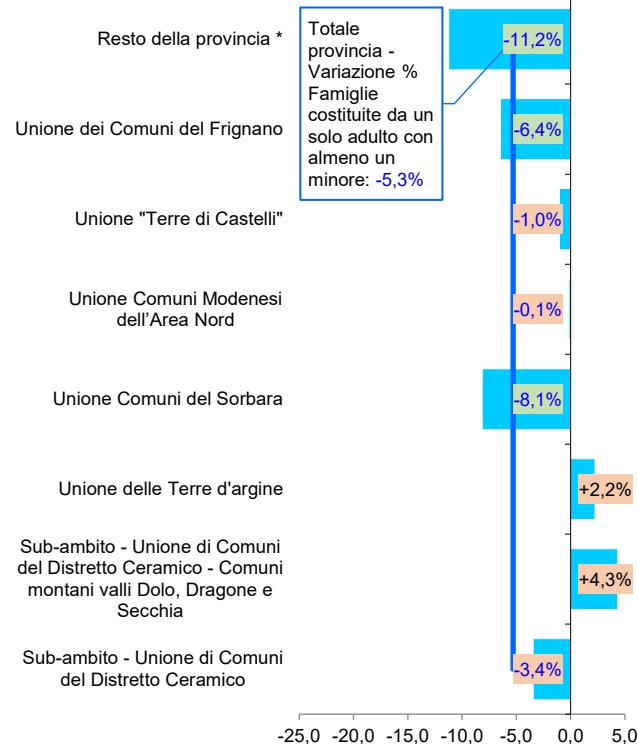 Resto della provincia *
Totale
provincia -
Variazione %
Famiglie
costituite da un
solo adulto con
almeno un
minore: -5,3%
-11,2%
Unione dei Comuni del Frignano
-6,4%
Unione "Terre di Castelli"
-1,0%
Unione Comuni Modenesi
dell'Area Nord
-0,1%
Unione Comuni del Sorbara
-8,1%
Unione delle Terre d'argine
+2,2%
Sub-ambito - Unione di Comuni
del Distretto Ceramico - Comuni
montani valli Dolo, Dragone e
Secchia
+4,3%
Sub-ambito - Unione di Comuni
del Distretto Ceramico
-3,4%
-25,0 -20,0 -15,0 -10,0 -5,0 0,0 5,0